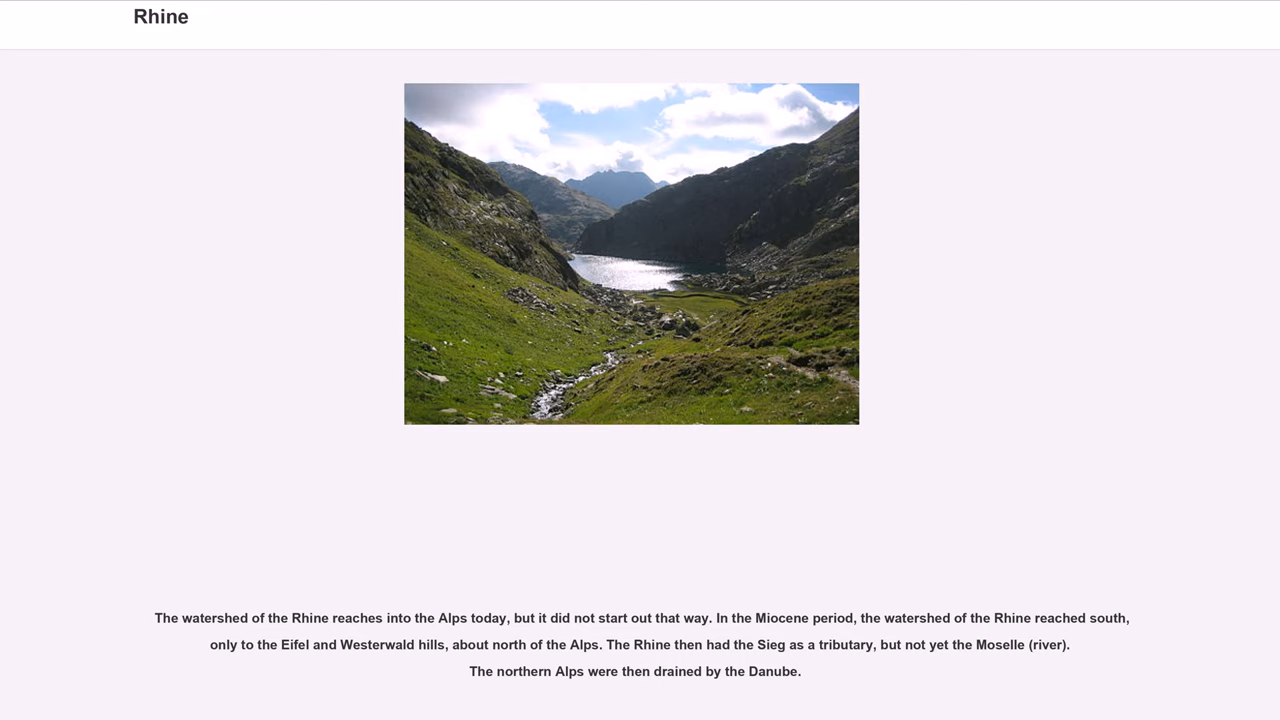 Rhine
The watershed of the Rhine reaches into the Alps today, but it did not start out that way. In the Miocene period, the watershed of the Rhine reached south,
only to the Eifel and Westerwald hills, about north of the Alps. The Rhine then had the Sieg as a tributary, but not yet the Moselle (river).
The northern Alps were then drained by the Danube.